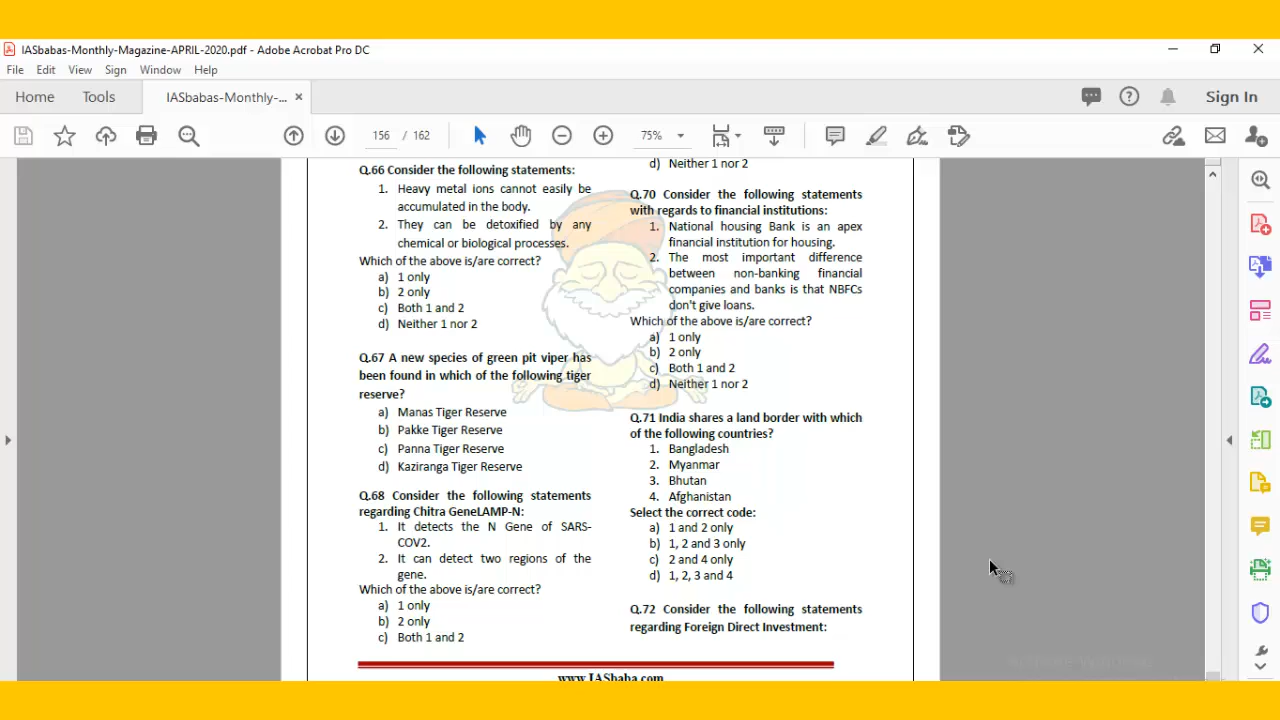 IASbabas-Monthly-Magazine-APRIL-2020.pdf - Adobe Acrobat Pro DC
File Edit View Sign Window Help
Home Tools IASbabas-Monthly-... Sign In
156 / 162 75%
Q.66 Consider the following statements:
1. Heavy metal ions cannot easily be
accumulated in the body.
2. They can be detoxified by any
chemical or biological processes.
Which of the above is/are correct?
a) 1 only
b) 2 only
c) Both 1 and 2
d) Neither 1 nor 2
Q.67 A new species of green pit viper has
been found in which of the following tiger
reserve?
a) Manas Tiger Reserve
b) Pakke Tiger Reserve
c) Panna Tiger Reserve
d) Kaziranga Tiger Reserve
Q.68 Consider the following statements
regarding Chitra GeneLAMP-N:
1. It detects the N Gene of SARS-
COV2.
2. It can detect two regions of the
gene.
Which of the above is/are correct?
a) 1 only
b) 2 only
c) Both 1 and 2
d) Neither 1 nor 2
Q.70 Consider the following statements
with regards to financial institutions:
1. National housing Bank is an apex
financial institution for housing.
2. The most important difference
between non-banking financial
companies and banks is that NBFCs
don't give loans.
Which of the above is/are correct?
a) 1 only
b) 2 only
c) Both 1 and 2
d) Neither 1 nor 2
Q.71 India shares a land border with which
of the following countries?
1. Bangladesh
2. Myanmar
3. Bhutan
4. Afghanistan
Select the correct code:
a) 1 and 2 only
b) 1, 2 and 3 only
c) 2 and 4 only
d) 1, 2, 3 and 4
Q.72 Consider the following statements
regarding Foreign Direct Investment:
www.IASbaba.com